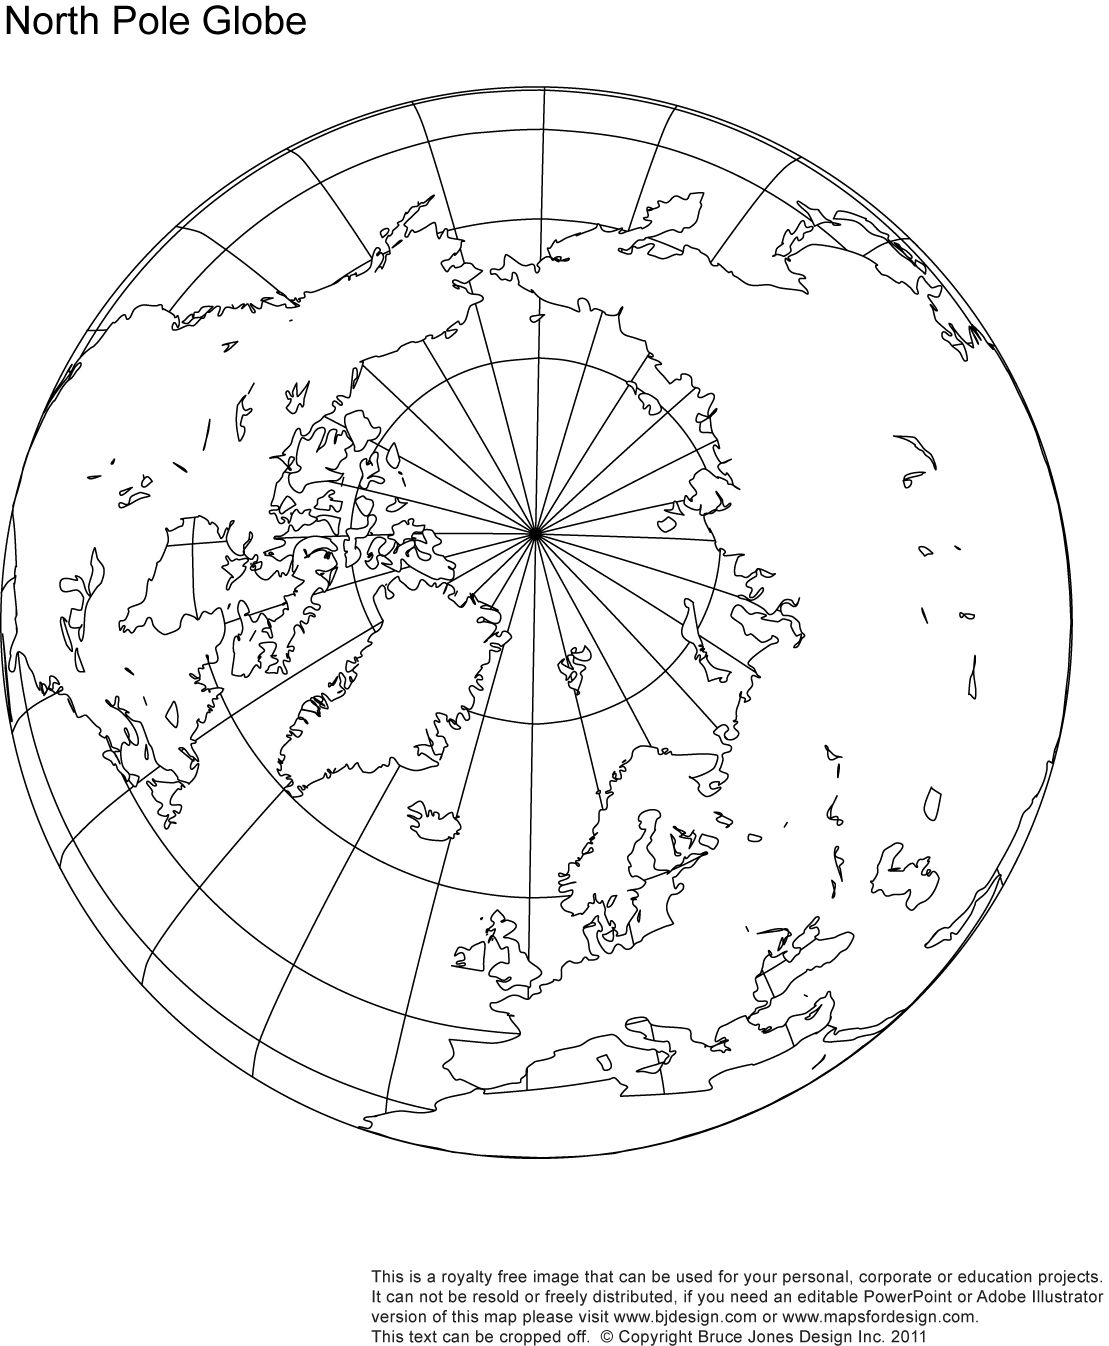 North Pole Globe
This is a royalty free image that can be used for your personal, corporate or education projects.
It can not be resold or freely distributed, if you need an editable PowerPoint or Adobe Illustrator
version of this map please visit www.bjdesign.com or www.mapsfordesign.com.
This text can be cropped off.  © Copyright Bruce Jones Design Inc. 2011